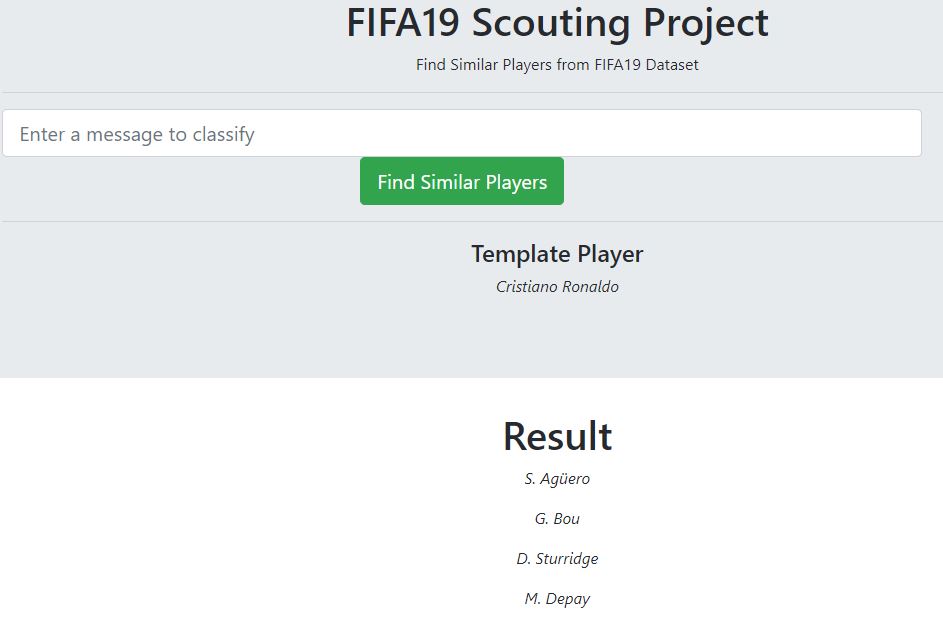 FIFA19 Scouting Project
Find Similar Players from FIFA19 Dataset
Enter a message to classify
Find Similar Players
Template Player
Cristiano Ronaldo
Result
S. Agüero
G. Bou
D. Sturridge
M. Depay